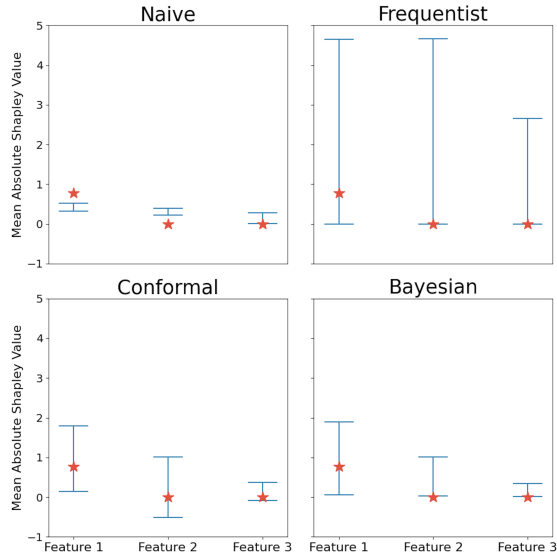 Naive
Frequentist
Mean Absolute Shapley Value
5
4
3
2
1
0
−1
Conformal
Bayesian
Mean Absolute Shapley Value
5
4
3
2
1
0
−1
Feature 1 Feature 2 Feature 3
Feature 1 Feature 2 Feature 3